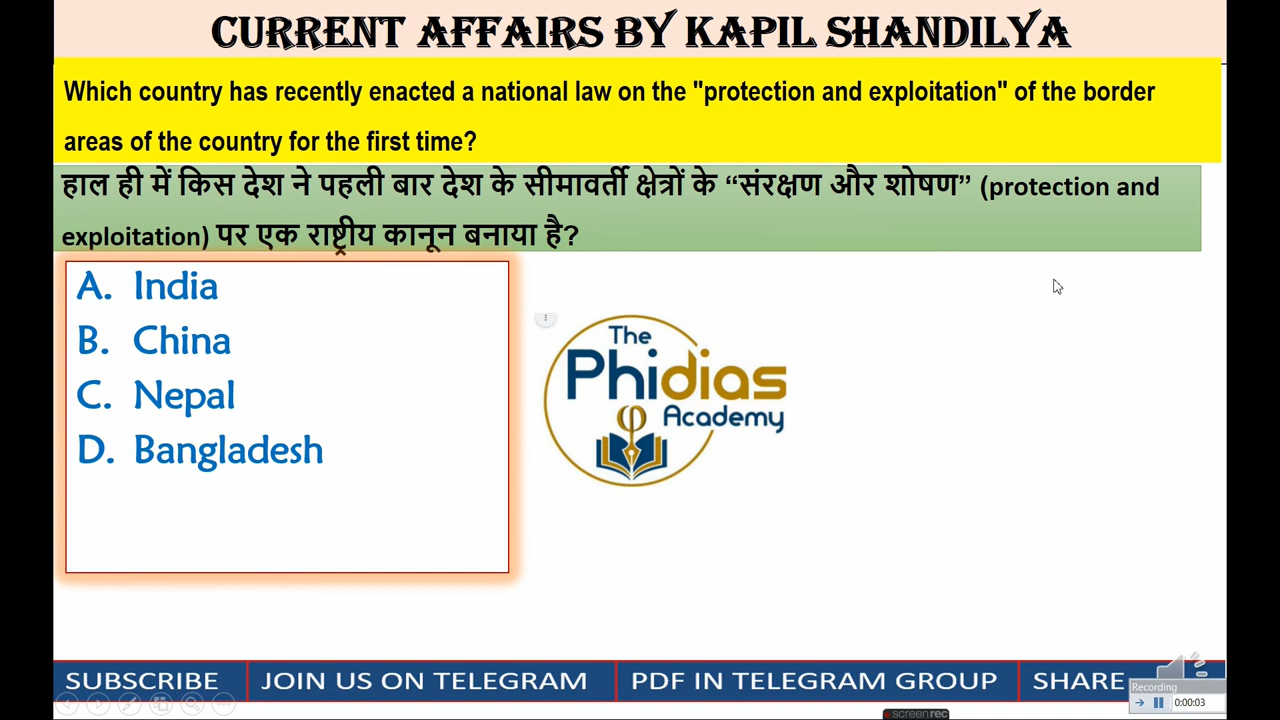 CURRENT AFFAIRS BY KAPIL SHANDILYA
Which country has recently enacted a national law on the "protection and exploitation" of the border
areas of the country for the first time?
हाल ही में किस देश ने पहली बार देश के सीमावर्ती क्षेत्रों के “संरक्षण और शोषण” (protection and
exploitation) पर एक राष्ट्रीय कानून बनाया है?
A. India
B. China
C. Nepal
D. Bangladesh
The
Phidias
Academy
SUBSCRIBE
JOIN US ON TELEGRAM
PDF IN TELEGRAM GROUP
SHARE
Recording
0:00:03
screenrec